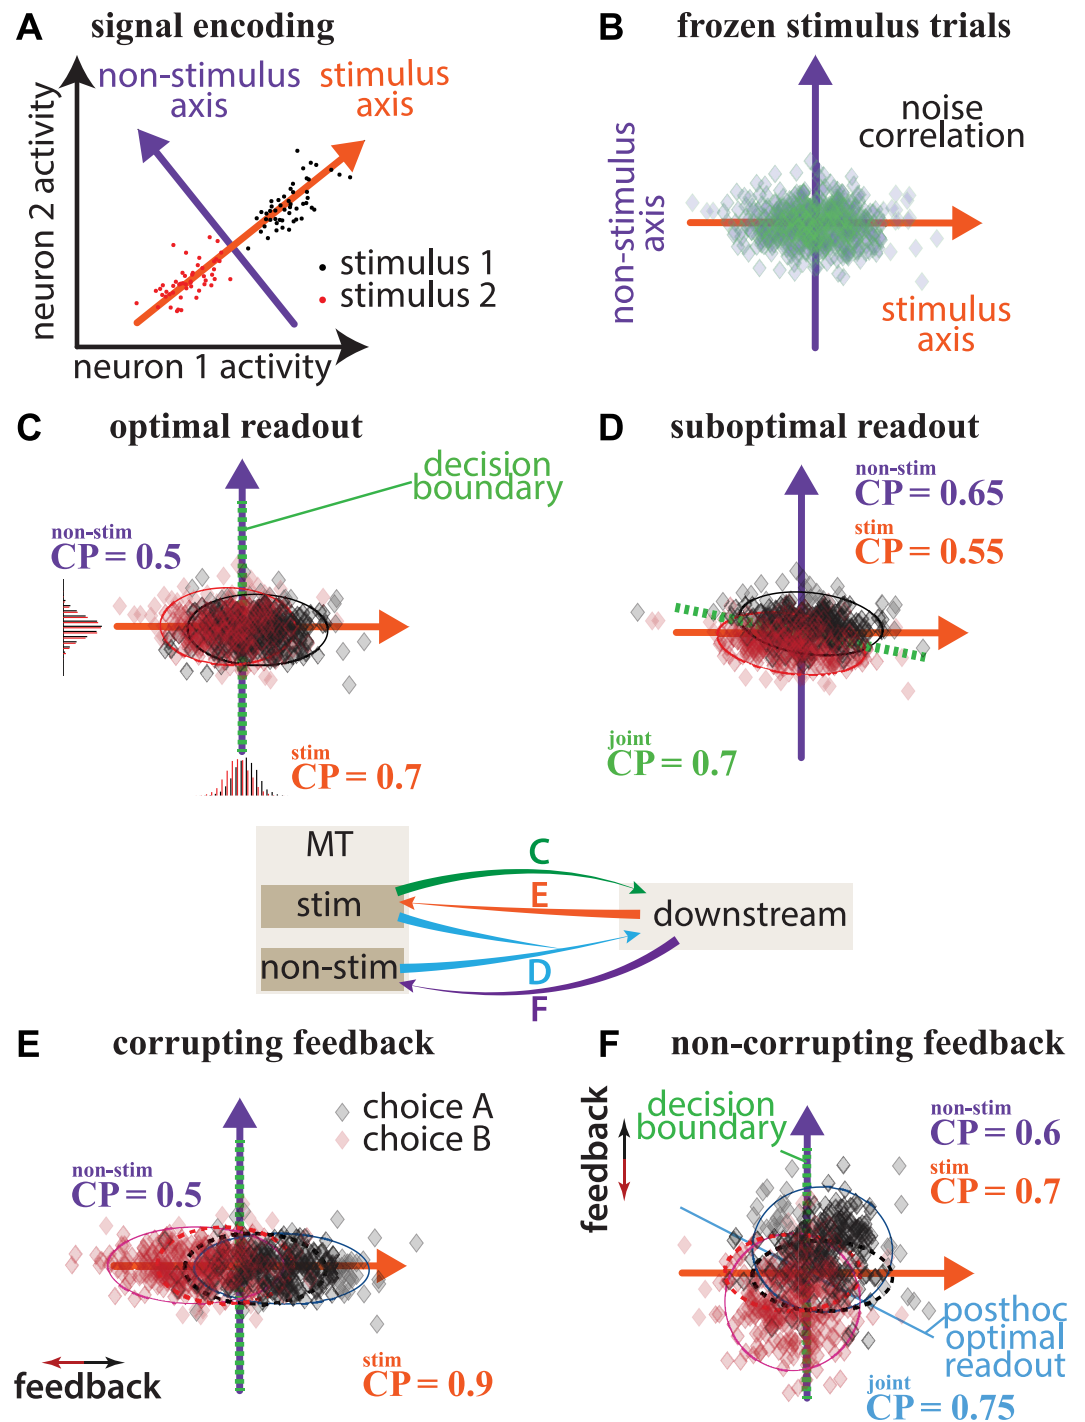 A signal encoding
non-stimulus
axis
stimulus
axis
neuron 2 activity
stimulus 1
stimulus 2
neuron 1 activity
B frozen stimulus trials
noise
correlation
non-stimulus
axis
stimulus
axis
C optimal readout
decision
boundary
non-stim
CP = 0.5
stim
CP = 0.7
D suboptimal readout
non-stim
CP = 0.65
stim
CP = 0.55
joint
CP = 0.7
MT
stim
non-stim
C
E
D
F
downstream
E corrupting feedback
choice A
choice B
non-stim
CP = 0.5
feedback
stim
CP = 0.9
F non-corrupting feedback
feedback
decision
boundary
non-stim
CP = 0.6
stim
CP = 0.7
posthoc
optimal
readout
joint
CP = 0.75